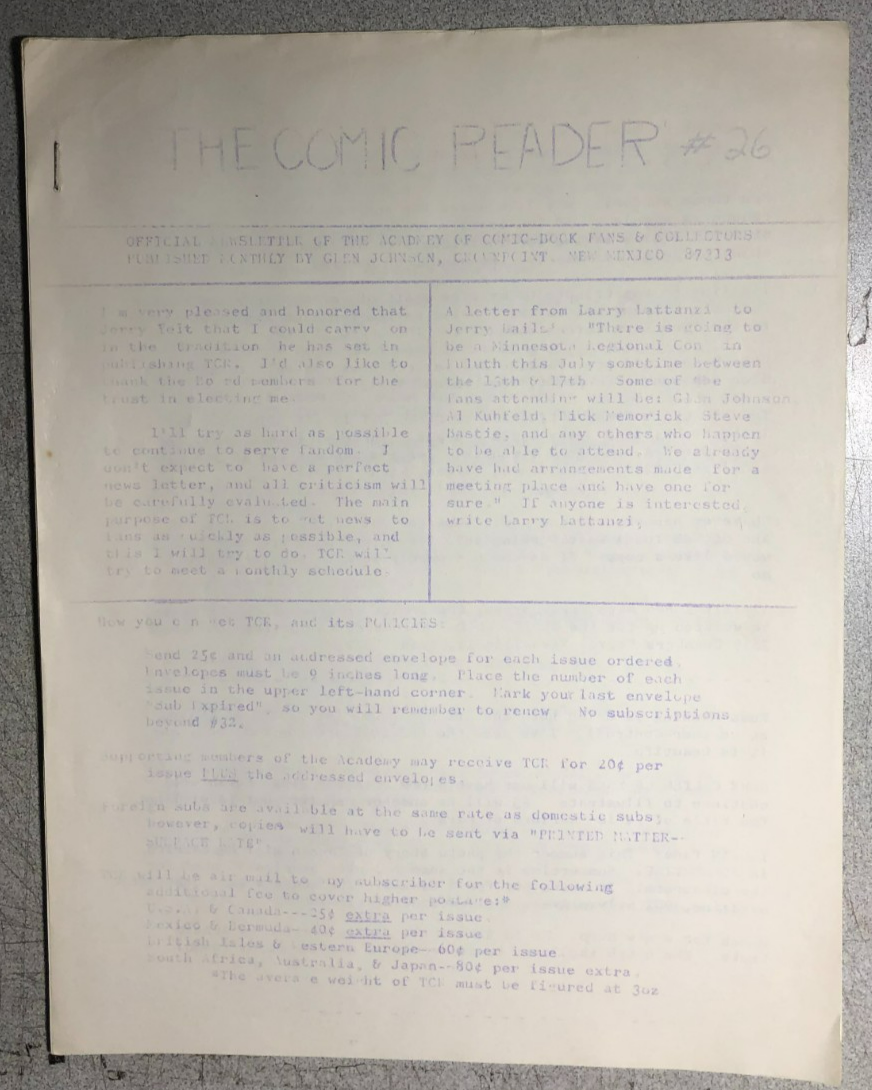 THE COMIC READER #26
OFFICIAL NEWSLETTER OF THE ACADEMY OF COMIC-BOOK FANS & COLLECTORS
PUBLISHED MONTHLY BY GLEN JOHNSON, CROWNPOINT, NEW MEXICO 87313
I'm very pleased and honored that
Jerry felt that I could carry on
in the tradition he has set in
publishing TCR. I'd also like to
thank the board members for the
trust in electing me.
I'll try as hard as possible
to continue to serve fandom. I
don't expect to have a perfect
news letter, and all criticism will
be carefully evaluated. The main
purpose of TCR is to get news to
fans as quickly as possible, and
this I will try to do. TCR will
try to meet a monthly schedule.
A letter from Larry Lattanzi to
Jerry Bails: "There is going to
be a Minnesota Regional Con in
Duluth this July sometime between
the & 17th Some of the
fans attending will be: Glen Johnson,
Al Kuhfeld, Dick Memorick, Steve
and any others who happen
to be able to attend. We already
have had arrangements made for a
meeting place and have one for
sure." If anyone is interested,
write Larry Lattanzi,
How you can get TCR, and its POLICIES:
Send 25¢ and an addressed envelope for each issue ordered.
Envelopes must be 9 inches long. Place the number of each
issue in the upper left-hand corner. Mark your last envelope
"Sub Expired", so you will remember to renew. No subscriptions
beyond #32.
Supporting members of the Academy may receive TCR for 20¢ per
issue PLUS the addressed envelopes.
Foreign subs are available at the same rate as domestic subs;
however, copies will have to be sent via "PRINTED MATTER--
SURFACE RATE".
TCR will be air mail to any subscriber for the following
additional fee to cover higher postage:*
U.S.A. & Canada---25¢ extra per issue.
Mexico & Bermuda--40¢ extra per issue
British Isles & Western Europe--60¢ per issue
South Africa, Australia, & Japan--80¢ per issue extra.
*The average weight of TCR must be figured at 3oz